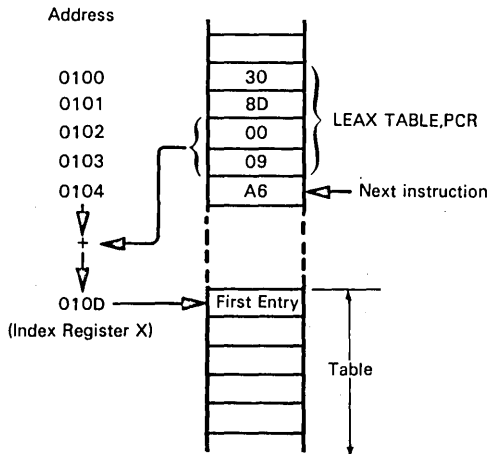 Address
0100 30
0101 8D
0102 00
LEAX TABLE,PCR
0103 09
0104 A6 Next instruction
+
010D First Entry
(Index Register X)
Table